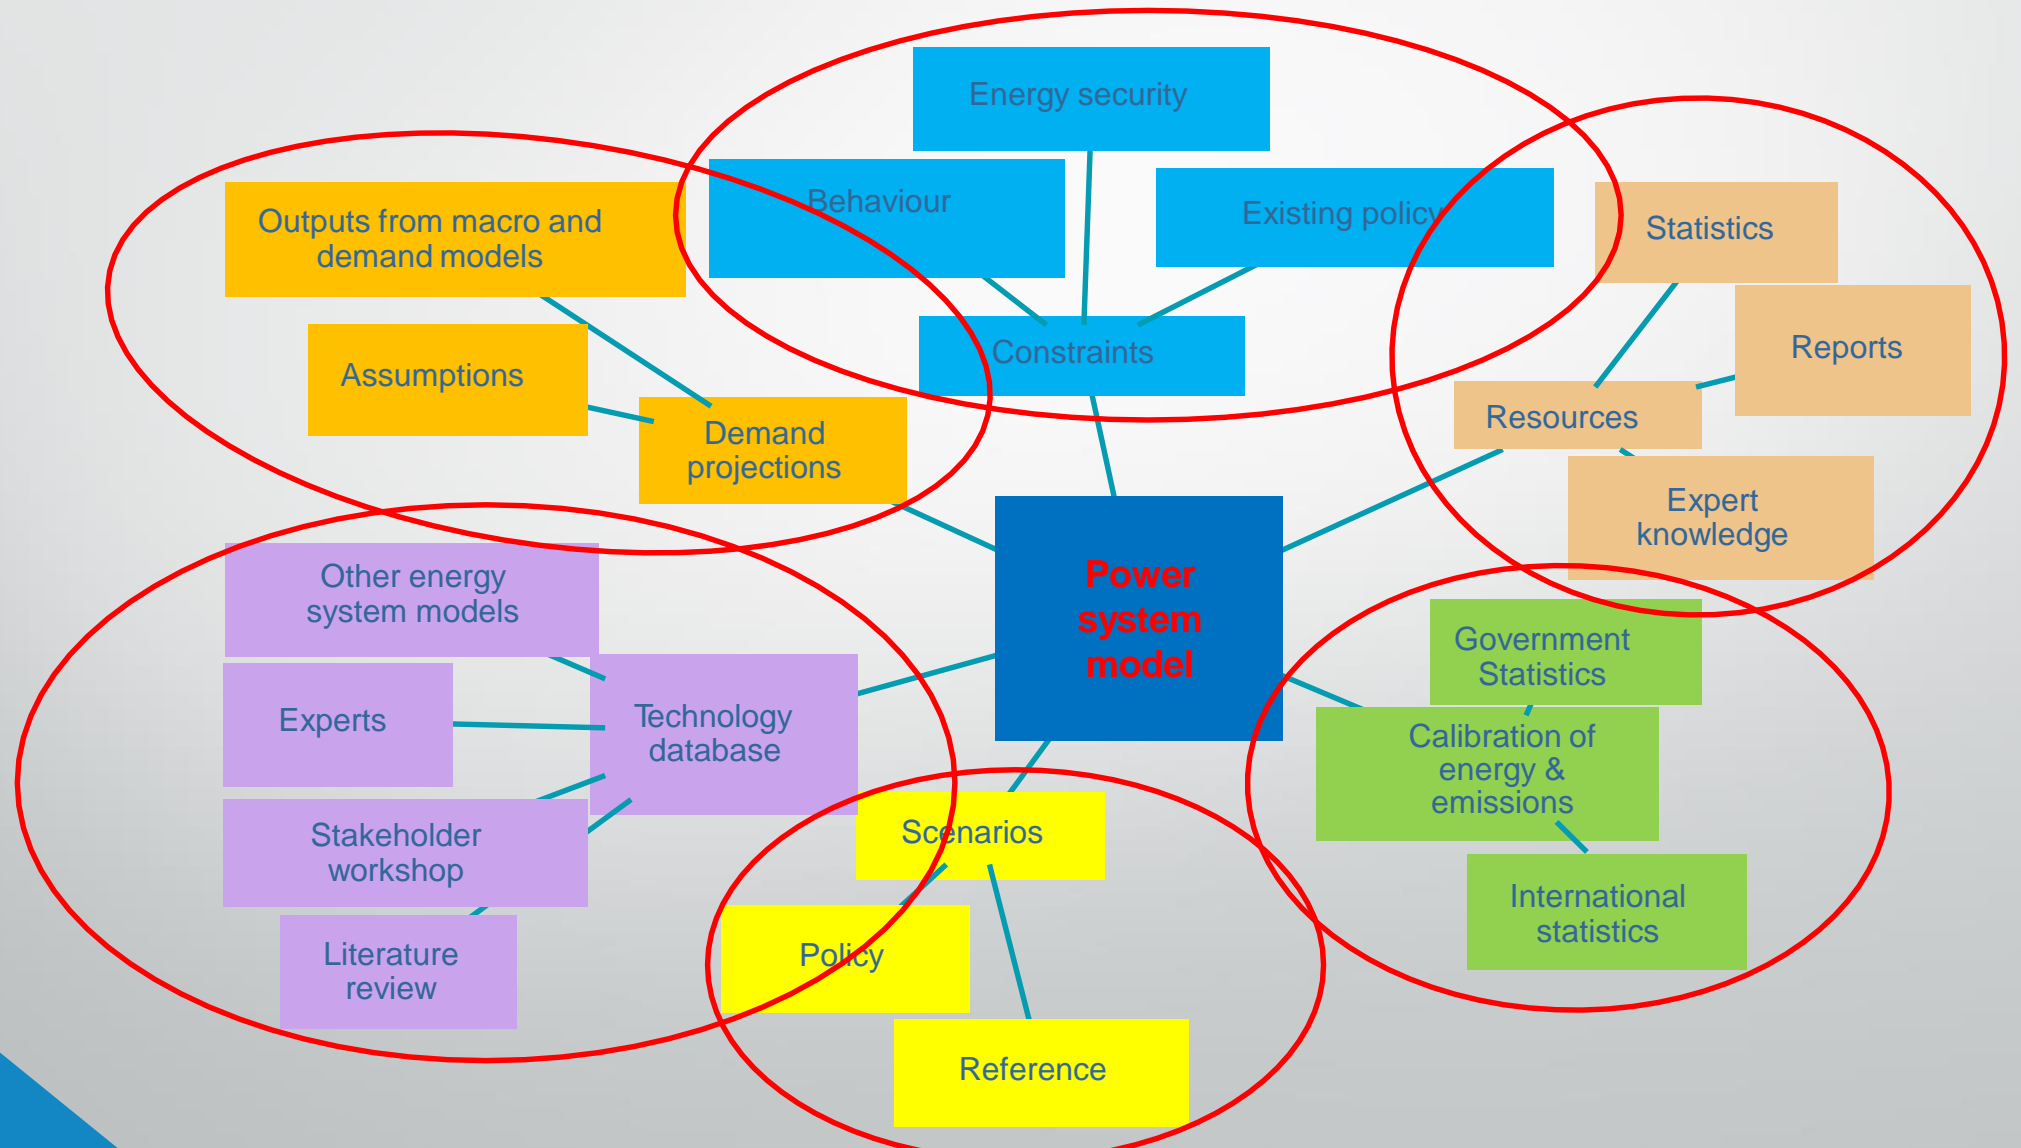 Energy security
Behaviour
Existing policy
Outputs from macro and
demand models
Statistics
Assumptions
Constraints
Reports
Demand
projections
Resources
Expert
knowledge
Power
system
model
Other energy
system models
Government
Statistics
Experts
Technology
database
Calibration of
energy &
emissions
Stakeholder
workshop
Scenarios
International
statistics
Literature
review
Policy
Reference